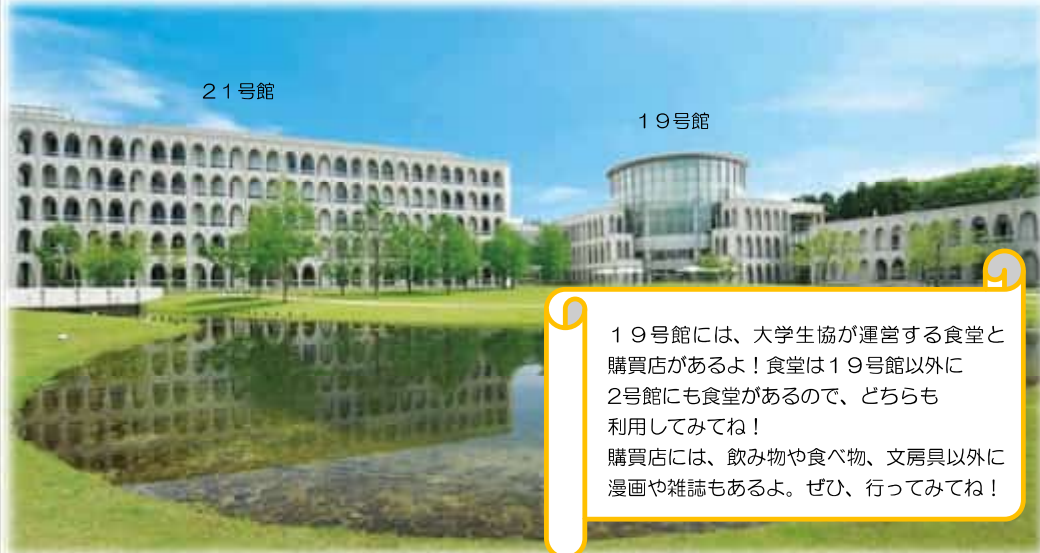 ２１号館
１９号館
１９号館には、大学生協が運営する食堂と
購買店があるよ！食堂は１９号館以外に
2号館にも食堂があるので、どちらも
利用してみてね！
購買店には、飲み物や食べ物、文房具以外に
漫画や雑誌もあるよ。ぜひ、行ってみてね！